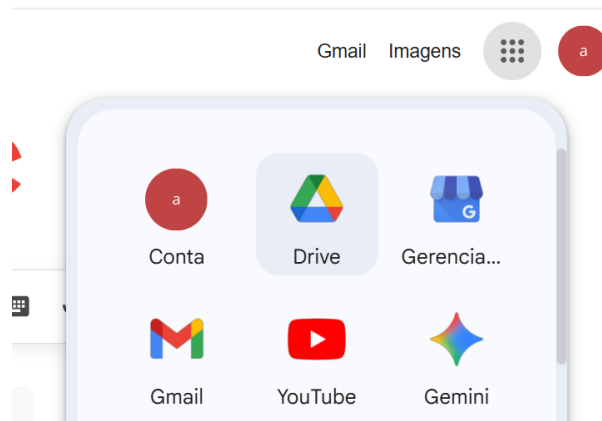 Gmail Imagens a
a
G
Conta Drive Gerencia...
Gmail YouTube Gemini